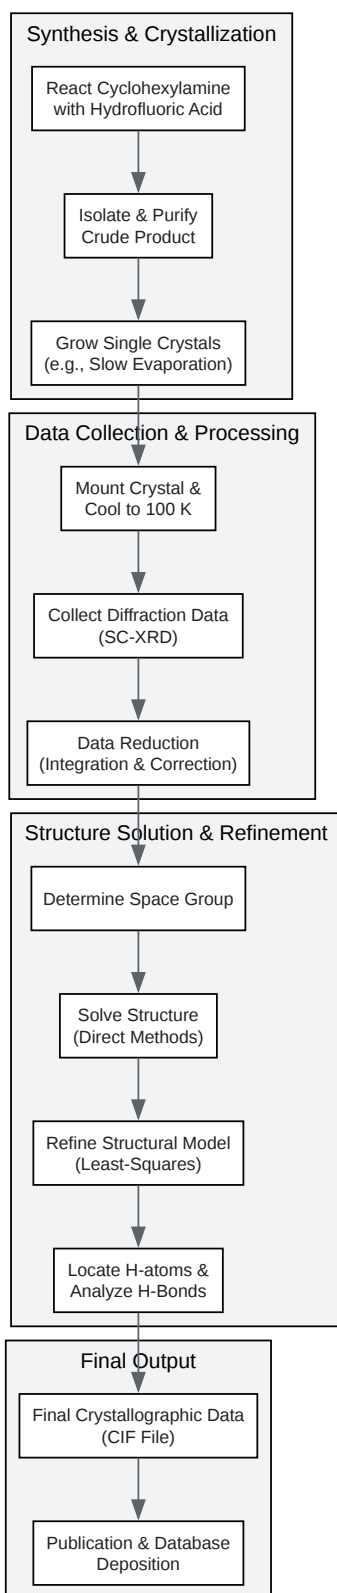 Synthesis & Crystallization
React Cyclohexylamine
with Hydrofluoric Acid
Isolate & Purify
Crude Product
Grow Single Crystals
(e.g., Slow Evaporation)
Data Collection & Processing
Mount Crystal &
Cool to 100 K
Collect Diffraction Data
(SC-XRD)
Data Reduction
(Integration & Correction)
Structure Solution & Refinement
Determine Space Group
Solve Structure
(Direct Methods)
Refine Structural Model
(Least-Squares)
Locate H-atoms &
Analyze H-Bonds
Final Output
Final Crystallographic Data
(CIF File)
Publication & Database
Deposition